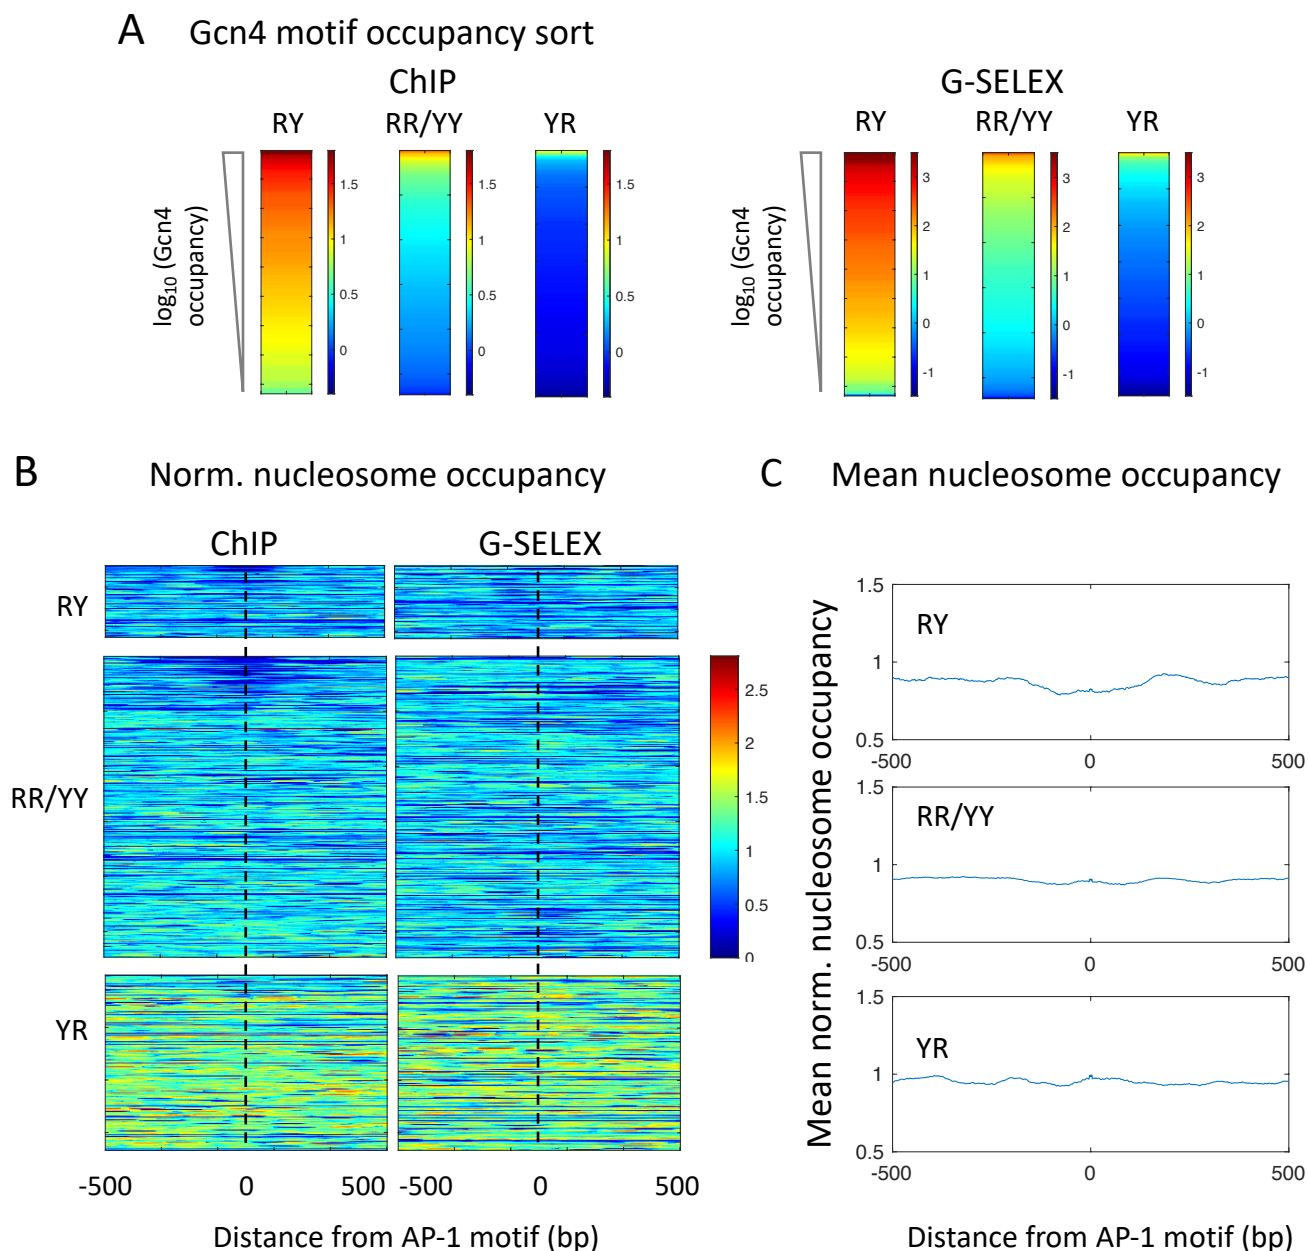 A Gcn4 motif occupancy sort
ChIP
G-SELEX
RY RR/YY YR
RY RR/YY YR
log₁₀ (Gcn4
occupancy)
1.5
1
0.5
0
1.5
1
0.5
0
1.5
1
0.5
0
log₁₀ (Gcn4
occupancy)
3
2
1
0
-1
3
2
1
0
-1
3
2
1
0
-1
B Norm. nucleosome occupancy
ChIP G-SELEX
RY
RR/YY
YR
2.5
2
1.5
1
0.5
0
-500 0 500 -500 0 500
Distance from AP-1 motif (bp)
C Mean nucleosome occupancy
Mean norm. nucleosome occupancy
1.5
RY
1
0.5
-500 0 500
1.5
RR/YY
1
0.5
-500 0 500
1.5
YR
1
0.5
-500 0 500
Distance from AP-1 motif (bp)